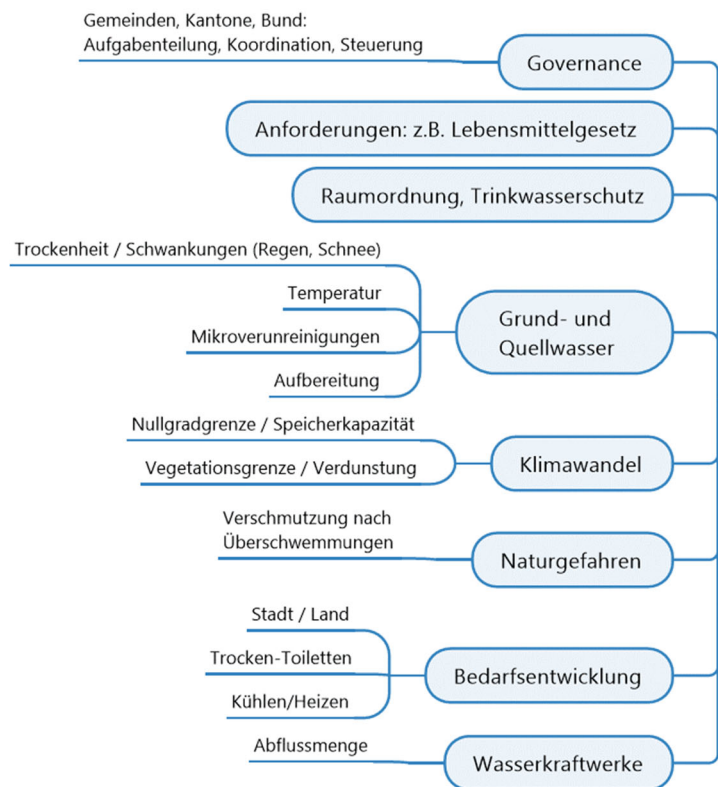 Gemeinden, Kantone, Bund:
Aufgabenteilung, Koordination, Steuerung
Governance
Anforderungen: z.B. Lebensmittelgesetz
Raumordnung, Trinkwasserschutz
Trockenheit / Schwankungen (Regen, Schnee)
Temperatur
Mikroverunreinigungen
Aufbereitung
Grund- und
Quellwasser
Nullgradgrenze / Speicherkapazität
Vegetationsgrenze / Verdunstung
Klimawandel
Verschmutzung nach
Überschwemmungen
Naturgefahren
Stadt / Land
Trocken-Toiletten
Kühlen/Heizen
Bedarfsentwicklung
Abflussmenge
Wasserkraftwerke